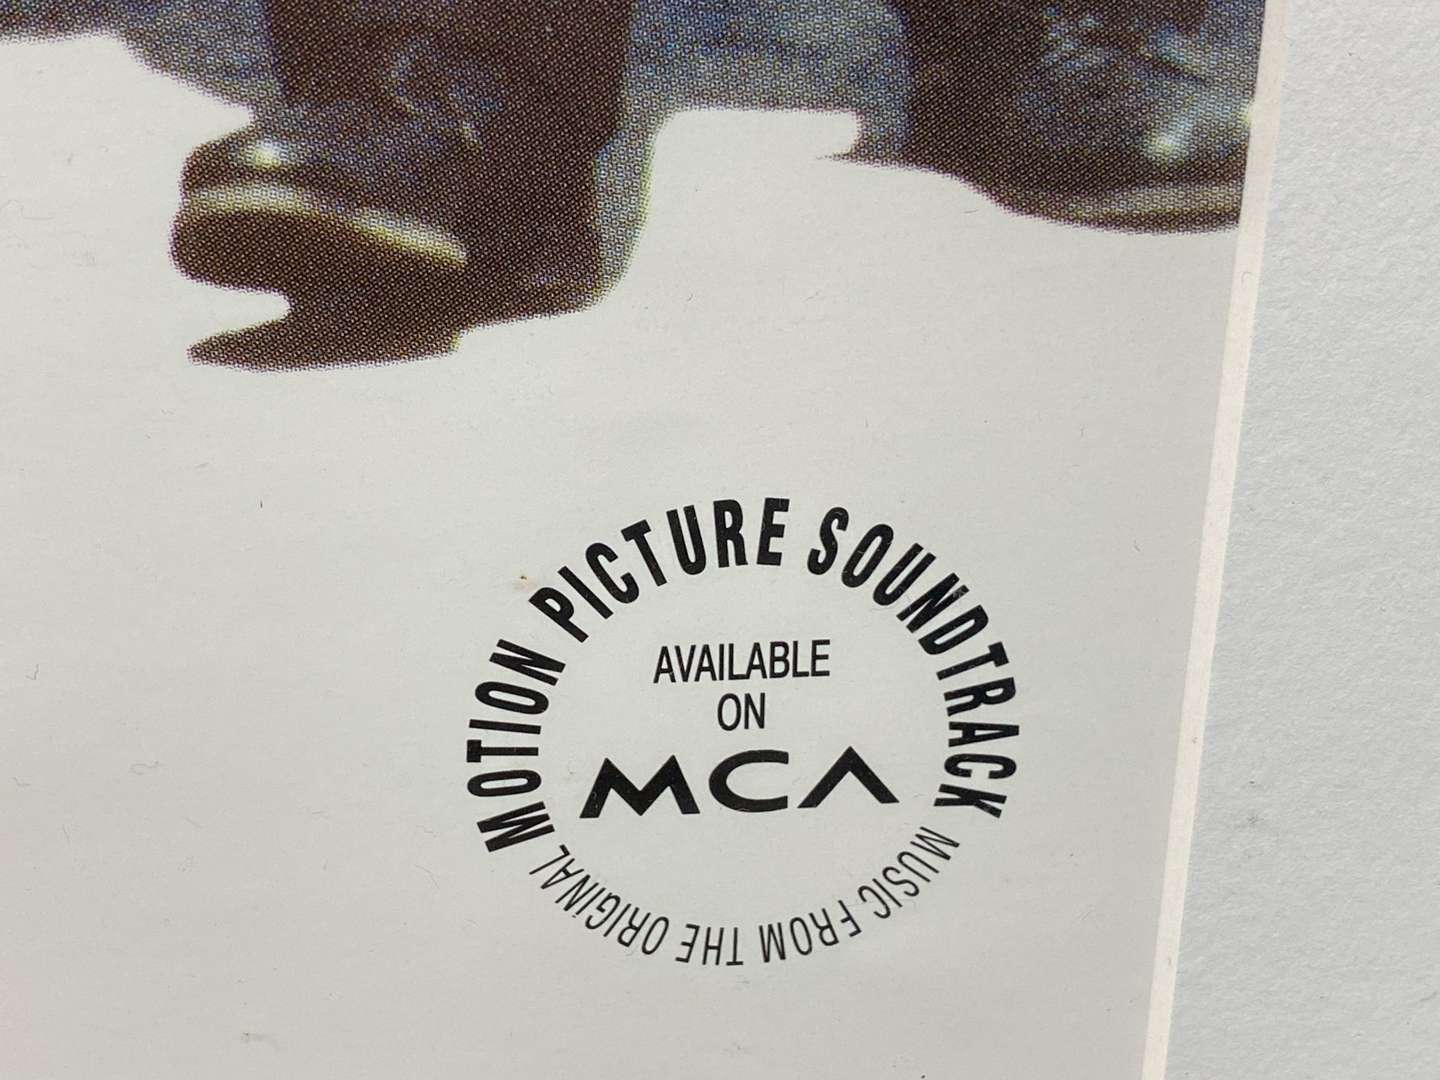 MUSIC FROM THE ORIGINAL MOTION PICTURE SOUNDTRACK
AVAILABLE
ON
MCA